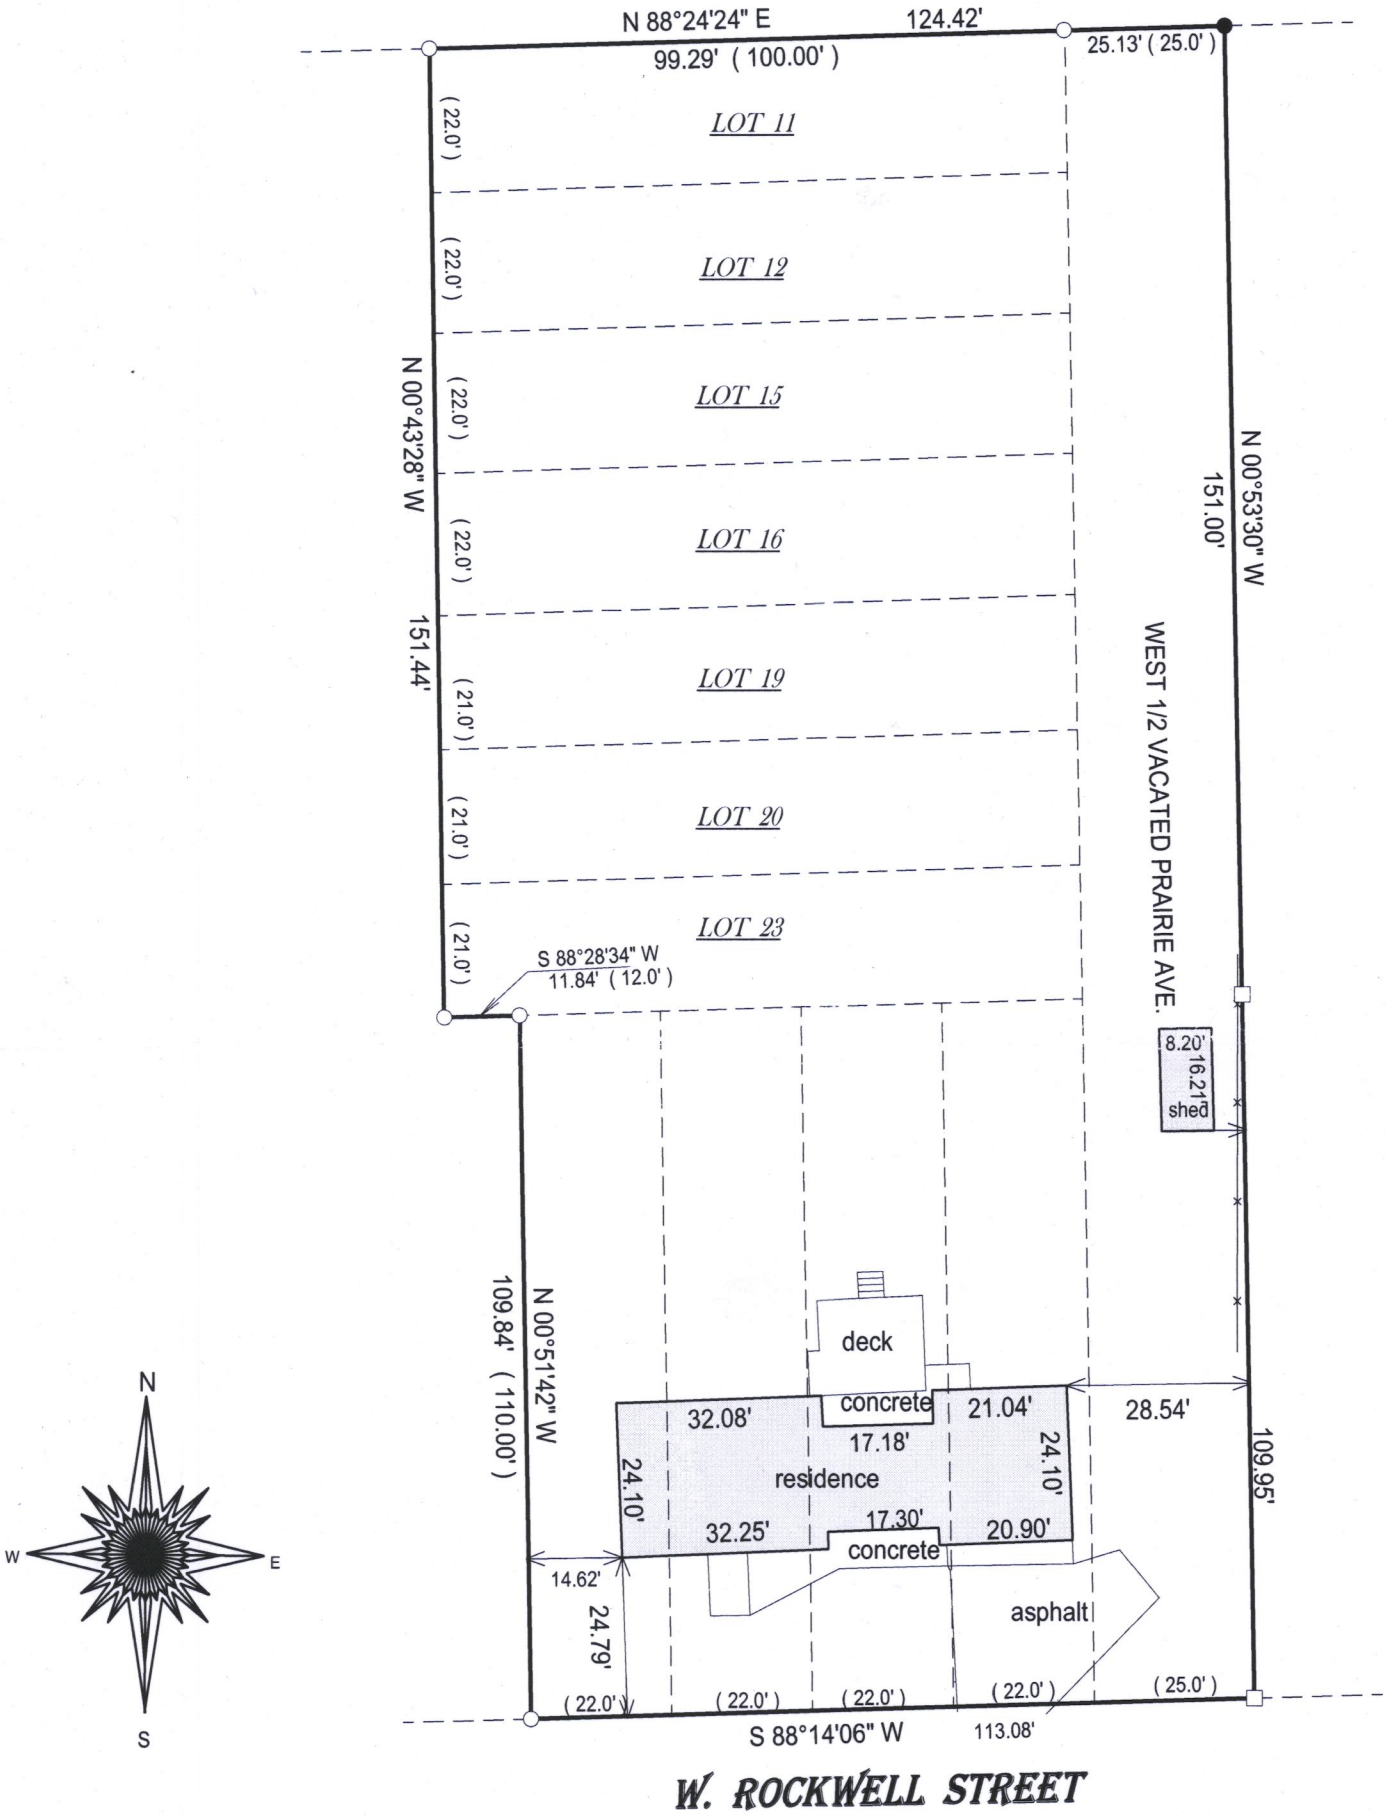 N 88°24'24" E 124.42'
99.29' ( 100.00' )
25.13' ( 25.0' )
( 22.0' )
LOT 11
( 22.0' )
LOT 12
( 22.0' )
LOT 15
N 00°43'28" W
151.44'
N 00°53'30" W
151.00'
( 22.0' )
LOT 16
( 21.0' )
LOT 19
WEST 1/2 VACATED PRAIRIE AVE.
( 21.0' )
LOT 20
( 21.0' )
LOT 23
S 88°28'34" W
11.84' ( 12.0' )
8.20'
16.21'
shed
N 00°51'42" W
109.84' ( 110.00' )
deck
concrete
32.08'
17.18'
21.04'
28.54'
24.10'
residence
24.10'
109.95'
32.25'
17.30'
20.90'
concrete
14.62'
24.79'
asphalt
( 22.0' )
( 22.0' )
( 22.0' )
( 22.0' )
( 25.0' )
S 88°14'06" W 113.08'
W. ROCKWELL STREET
N
W
E
S